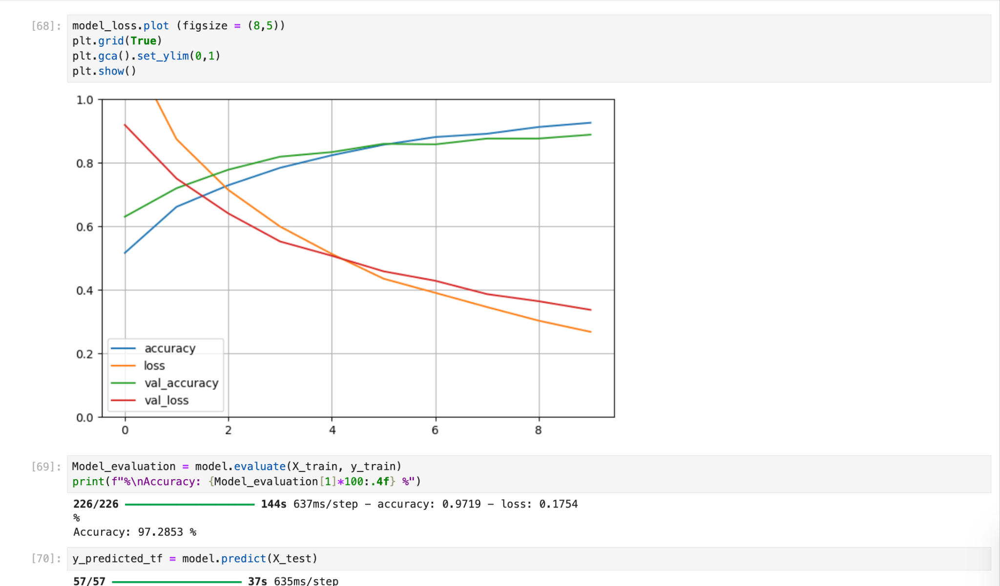 [68]: model_loss.plot (figsize = (8,5))
plt.grid(True)
plt.gca().set_ylim(0,1)
plt.show()
1.0
0.8
0.6
0.4
0.2
0.0
accuracy
loss
val_accuracy
val_loss
0 2 4 6 8
[69]: Model_evaluation = model.evaluate(X_train, y_train)
print(f"%\nAccuracy: {Model_evaluation[1]*100:.4f} %")
226/226 144s 637ms/step – accuracy: 0.9719 – loss: 0.1754
%
Accuracy: 97.2853 %
[70]: y_predicted_tf = model.predict(X_test)
57/57 37s 635ms/step